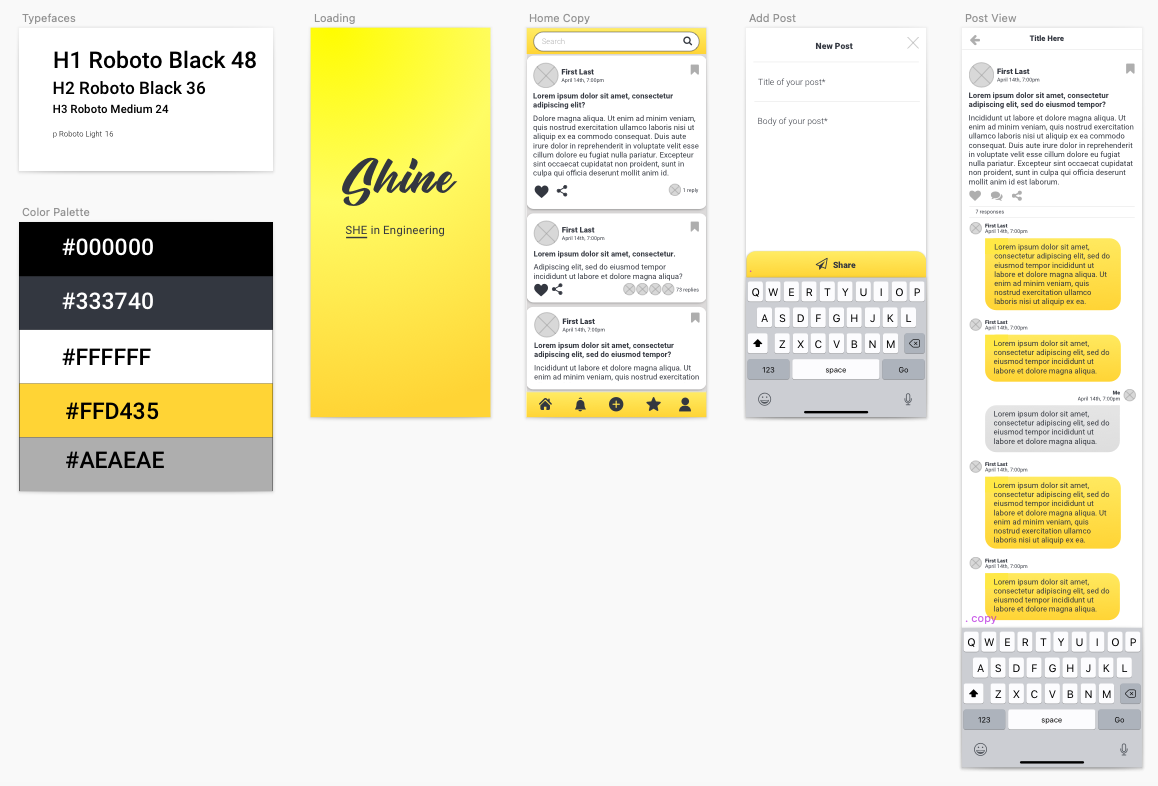 Typefaces
H1 Roboto Black 48
H2 Roboto Black 36
H3 Roboto Medium 24
p Roboto Light 16
Color Palette
#000000
#333740
#FFFFFF
#FFD435
#AEAEAE
Loading
Shine
SHE in Engineering
Home Copy
Search
First Last
April 14th, 7:00pm
Lorem ipsum dolor sit amet, consectetur
adipiscing elit?
Dolore magna aliqua. Ut enim ad minim veniam,
quis nostrud exercitation ullamco laboris nisi ut
aliquip ex ea commodo consequat. Duis aute
irure dolor in reprehenderit in voluptate velit esse
cillum dolore eu fugiat nulla pariatur. Excepteur
sint occaecat cupidatat non proident, sunt in
culpa qui officia deserunt mollit anim id.
1 reply
First Last
April 14th, 7:00pm
Lorem ipsum dolor sit amet, consectetur.
Adipiscing elit, sed do eiusmod tempor
incididunt ut labore et dolore magna aliqua?
73 replies
First Last
April 14th, 7:00pm
Lorem ipsum dolor sit amet, consectetur
adipiscing elit, sed do eiusmod tempor?
Incididunt ut labore et dolore magna aliqua. Ut
enim ad minim veniam, quis nostrud exercitation
Add Post
New Post
Title of your post*
Body of your post*
.
Share
Q W E R T Y U I O P
A S D F G H J K L
Z X C V B N M
123 space Go
Post View
Title Here
First Last
April 14th, 7:00pm
Lorem ipsum dolor sit amet, consectetur
adipiscing elit, sed do eiusmod tempor?
Incididunt ut labore et dolore magna aliqua. Ut
enim ad minim veniam, quis nostrud exercitation
ullamco laboris nisi ut aliquip ex ea commodo
consequat. Duis aute irure dolor in reprehenderit
in voluptate velit esse cillum dolore eu fugiat
nulla pariatur. Excepteur sint occaecat cupidatat
non proident, sunt in culpa qui officia deserunt
mollit anim id est laborum.
7 responses
First Last
April 14th, 7:00pm
Lorem ipsum dolor sit amet,
consectetur adipiscing elit, sed do
eiusmod tempor incididunt ut
labore et dolore magna aliqua. Ut
enim ad minim veniam, quis
nostrud exercitation ullamco
laboris nisi ut aliquip ex ea.
First Last
April 14th, 7:00pm
Lorem ipsum dolor sit amet,
consectetur adipiscing elit, sed do
eiusmod tempor incididunt ut
labore et dolore magna aliqua.
Me
April 14th, 7:00pm
Lorem ipsum dolor sit amet,
consectetur adipiscing elit, sed do
eiusmod tempor incididunt ut
labore et dolore magna aliqua.
First Last
April 14th, 7:00pm
Lorem ipsum dolor sit amet,
consectetur adipiscing elit, sed do
eiusmod tempor incididunt ut
labore et dolore magna aliqua. Ut
enim ad minim veniam, quis
nostrud exercitation ullamco
laboris nisi ut aliquip ex ea.
First Last
April 14th, 7:00pm
Lorem ipsum dolor sit amet,
consectetur adipiscing elit, sed do
eiusmod tempor incididunt ut
labore et dolore magna aliqua.
. copy
Q W E R T Y U I O P
A S D F G H J K L
Z X C V B N M
123 space Go